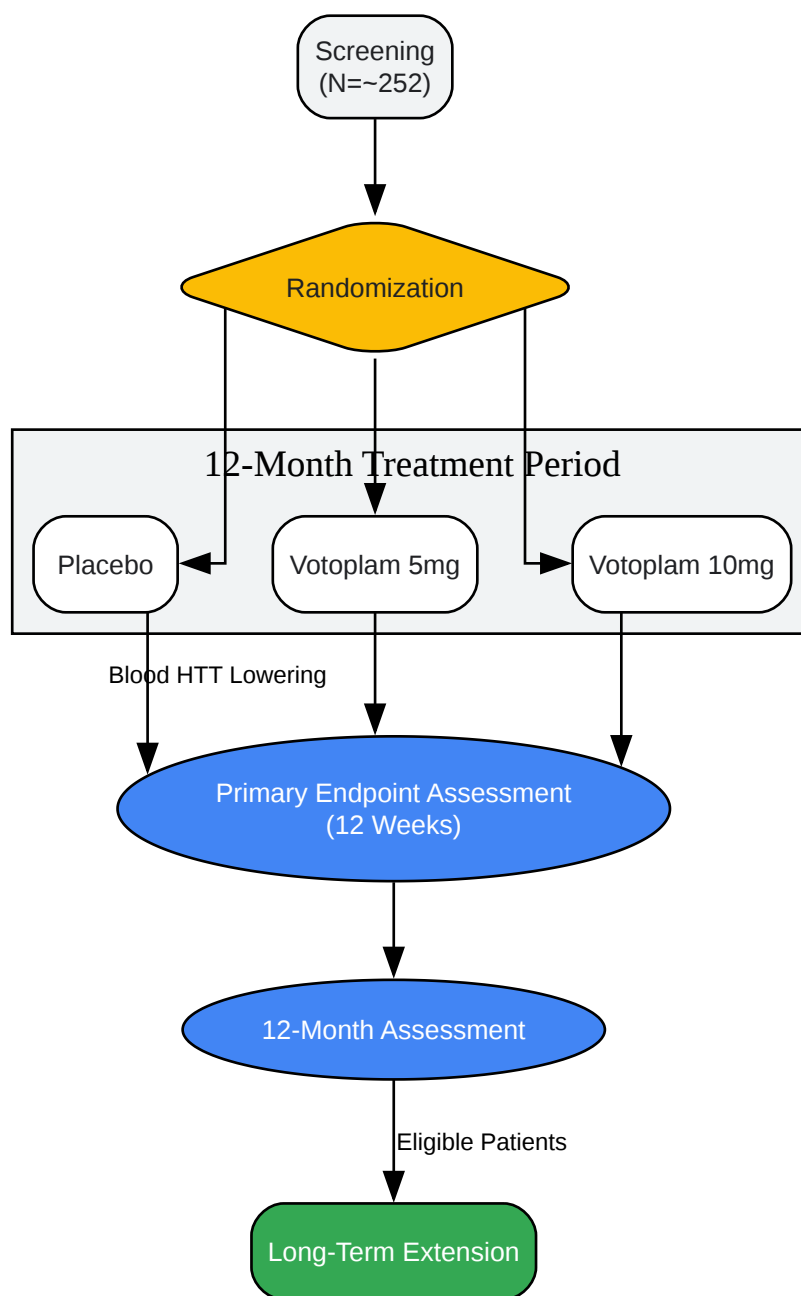 Screening
(N=~252)
Randomization
12-Month Treatment Period
Placebo
Votoplam 5mg
Votoplam 10mg
Blood HTT Lowering
Primary Endpoint Assessment
(12 Weeks)
12-Month Assessment
Eligible Patients
Long-Term Extension